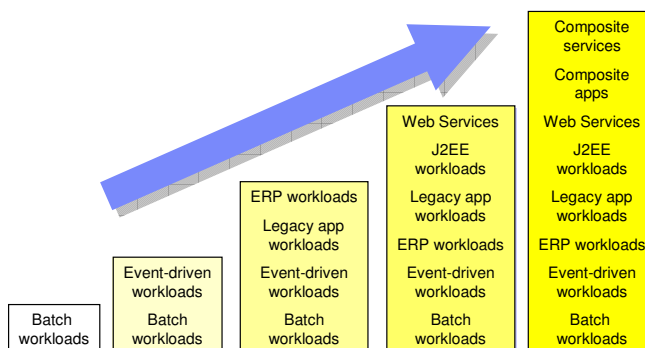 Batch
workloads
Event-driven
workloads
Batch
workloads
ERP workloads
Legacy app
workloads
Event-driven
workloads
Batch
workloads
Web Services
J2EE
workloads
Legacy app
workloads
ERP workloads
Event-driven
workloads
Batch
workloads
Composite
services
Composite
apps
Web Services
J2EE
workloads
Legacy app
workloads
ERP workloads
Event-driven
workloads
Batch
workloads